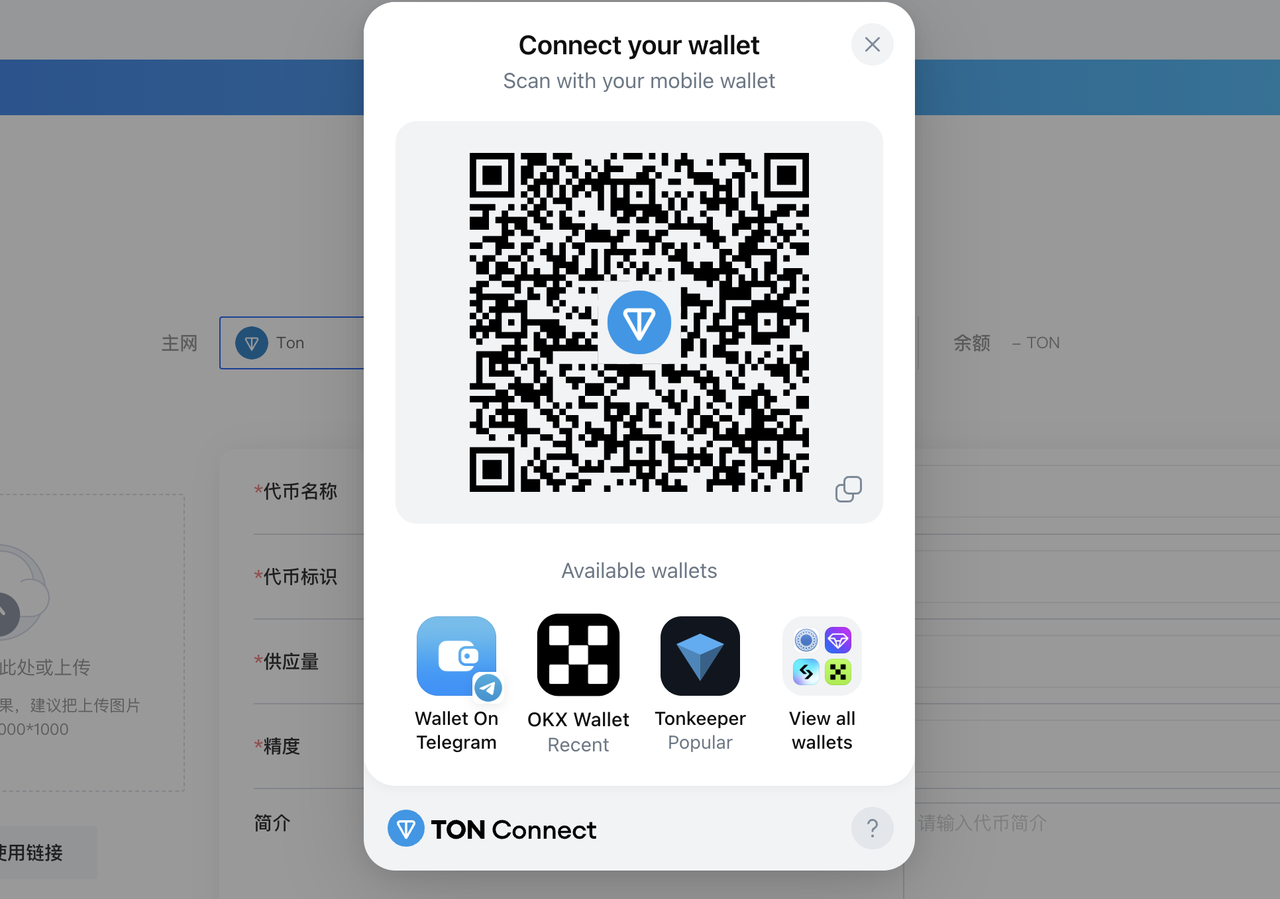 Connect your wallet
Scan with your mobile wallet
主网
Ton
余额
– TON
*代币名称
*代币标识
*供应量
*精度
简介
请输入代币简介
此处或上传
果，建议把上传图片
000*1000
使用链接
Available wallets
Wallet On
Telegram
OKX Wallet
Recent
Tonkeeper
Popular
View all
wallets
TON Connect
?